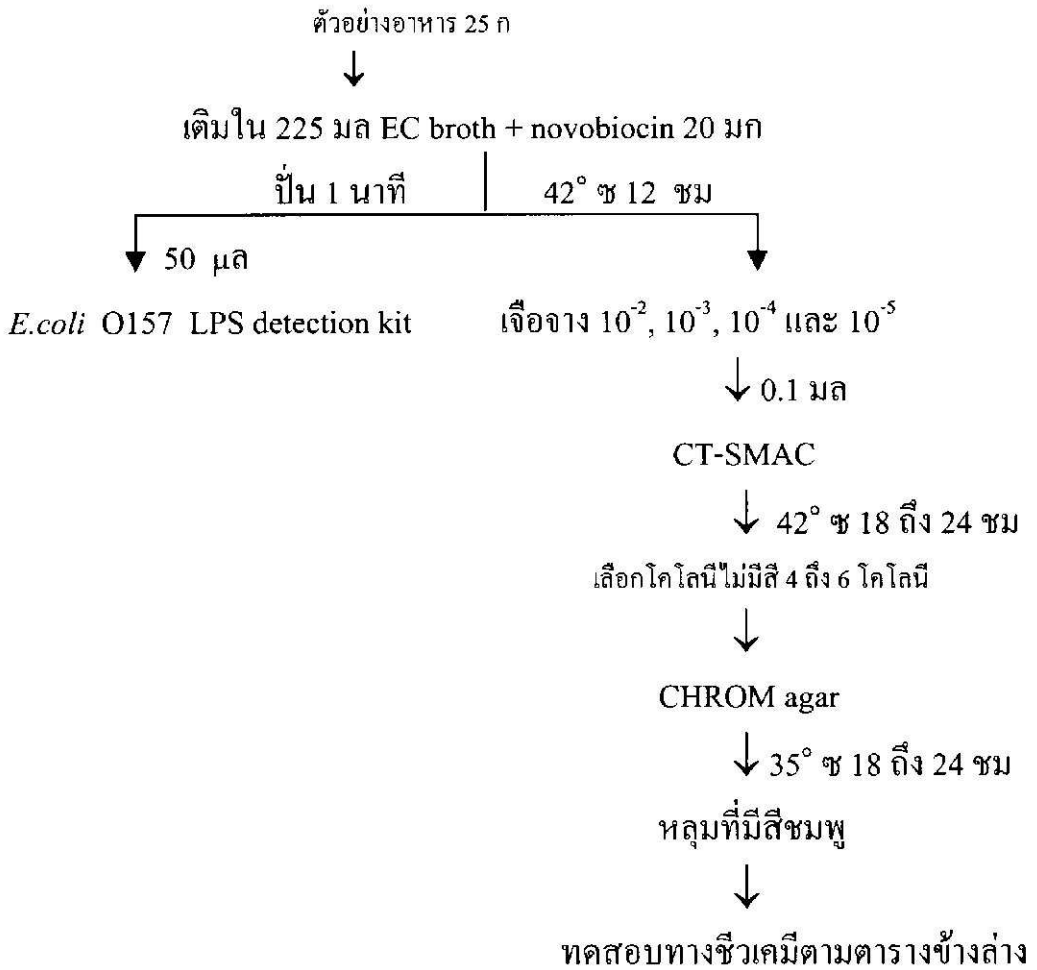 ตัวอย่างอาหาร 25 ก
เติมใน 225 มล EC broth + novobiocin 20 มก
ปั่น 1 นาที 42° ซ 12 ชม
50 μล
E.coli O157 LPS detection kit
เจือจาง 10⁻², 10⁻³, 10⁻⁴ และ 10⁻⁵
0.1 มล
CT-SMAC
42° ซ 18 ถึง 24 ชม
เลือกโคโลนีไม่มีสี 4 ถึง 6 โคโลนี
CHROM agar
35° ซ 18 ถึง 24 ชม
หลุมที่มีสีชมพู
ทดสอบทางชีวเคมีตามตารางข้างล่าง